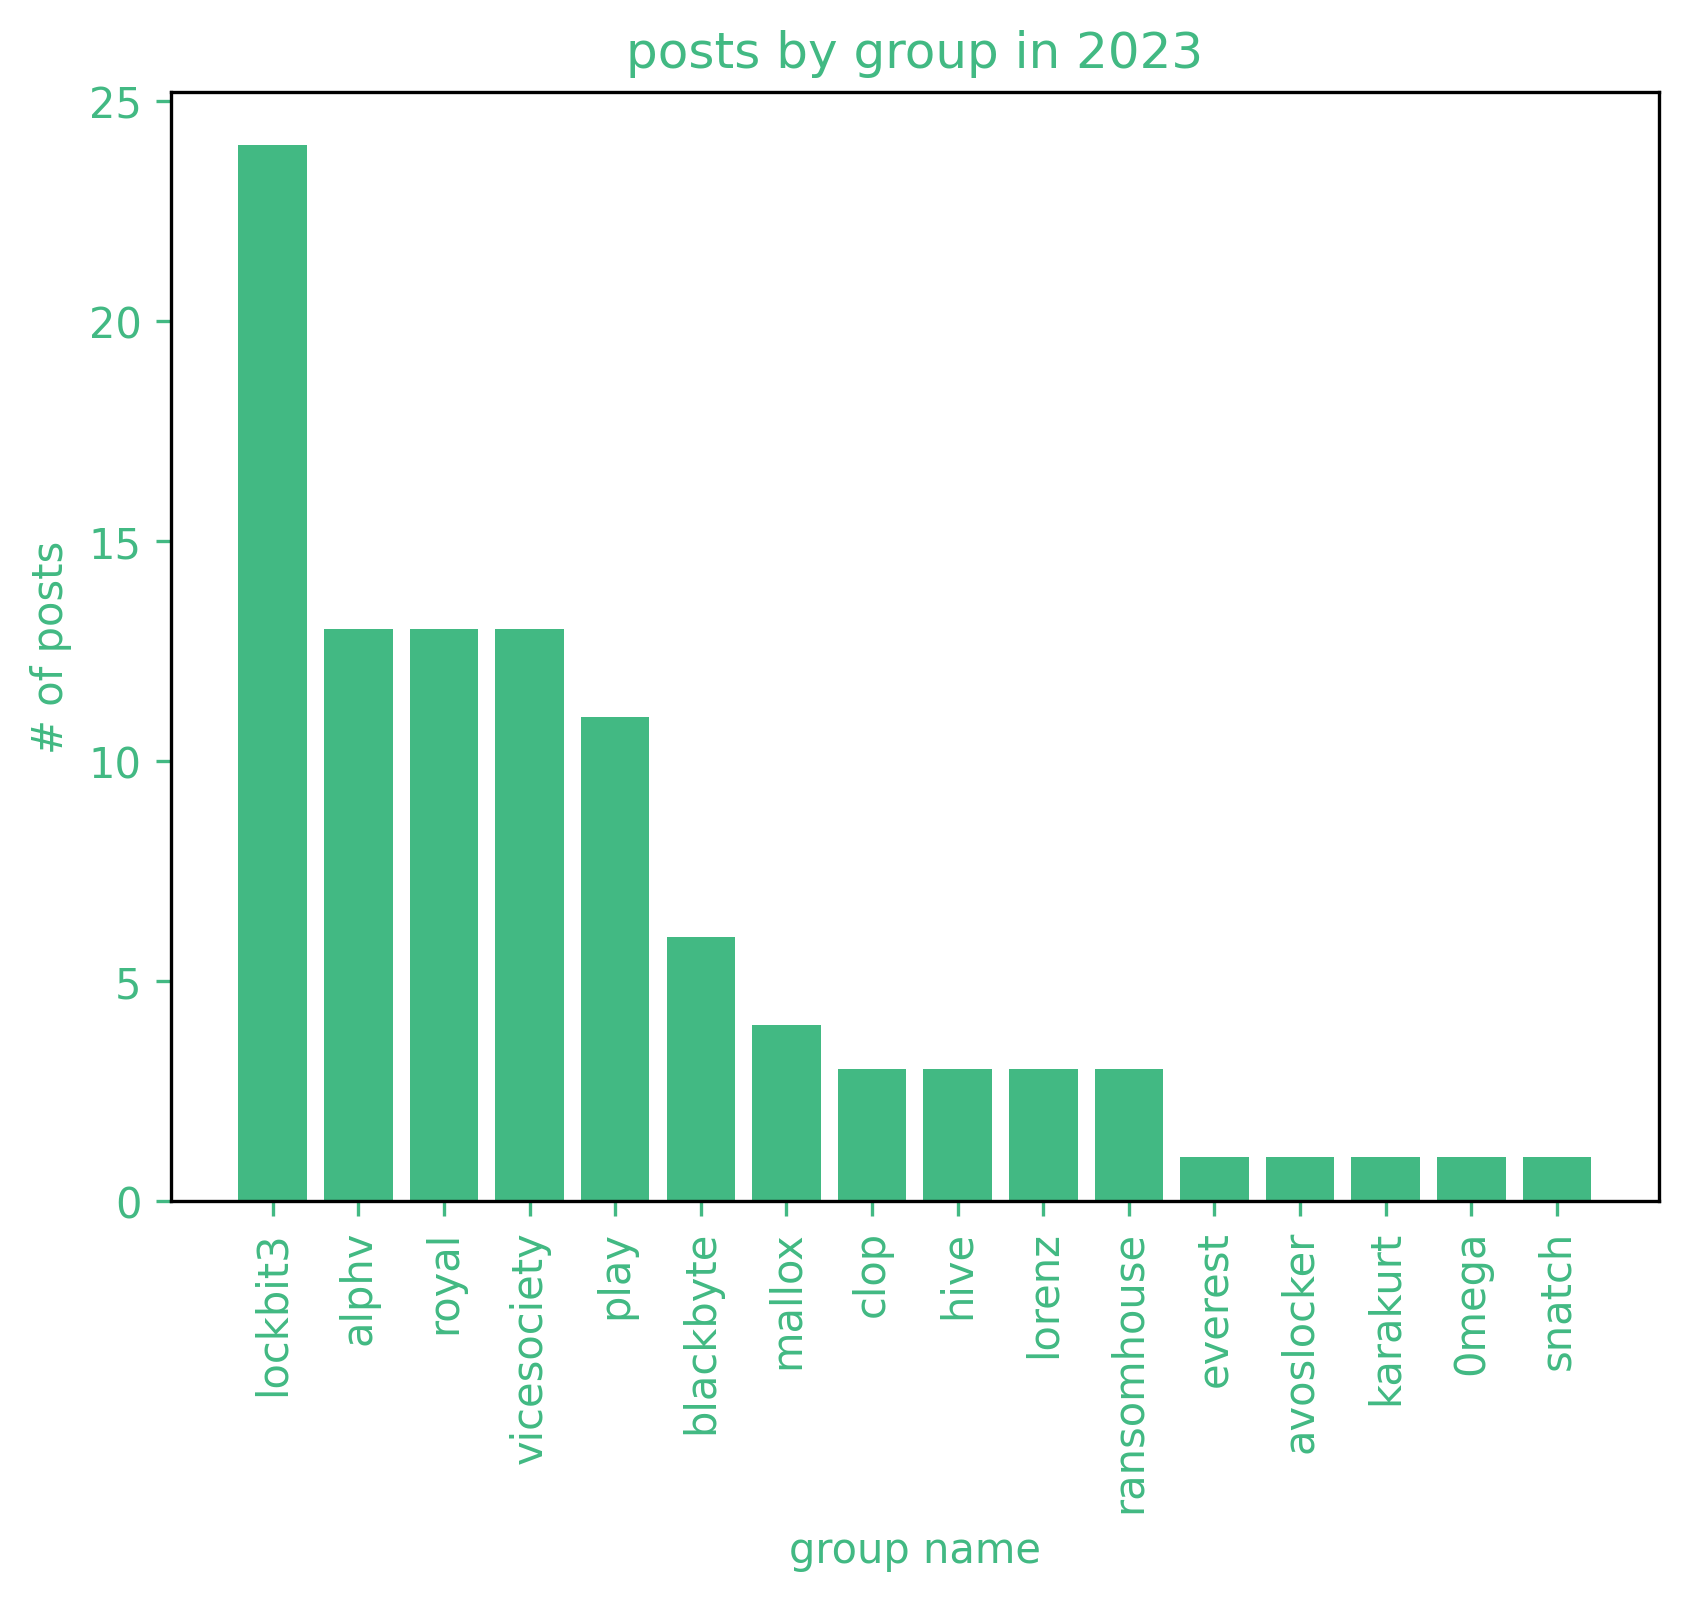 posts by group in 2023
# of posts
25
20
15
10
5
0
lockbit3
alphv
royal
vicesociety
play
blackbyte
mallox
clop
hive
lorenz
ransomhouse
everest
avoslocker
karakurt
0mega
snatch
group name